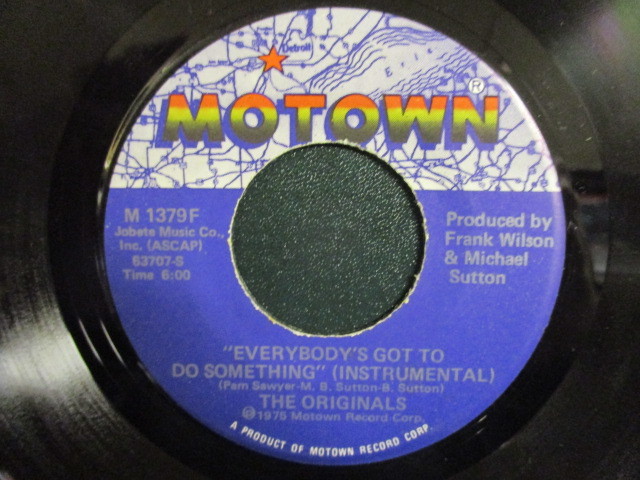 Detroit
ERIE
MOTOWN®
M 1379F
Jobete Music Co.,
Inc. (ASCAP)
63707-S
Time 6:00
Produced by
Frank Wilson
& Michael
Sutton
"EVERYBODY'S GOT TO
DO SOMETHING" (INSTRUMENTAL)
(Pam Sawyer-M. B. Sutton-B. Sutton)
THE ORIGINALS
℗1975 Motown Record Corp.
A PRODUCT OF MOTOWN RECORD CORP.